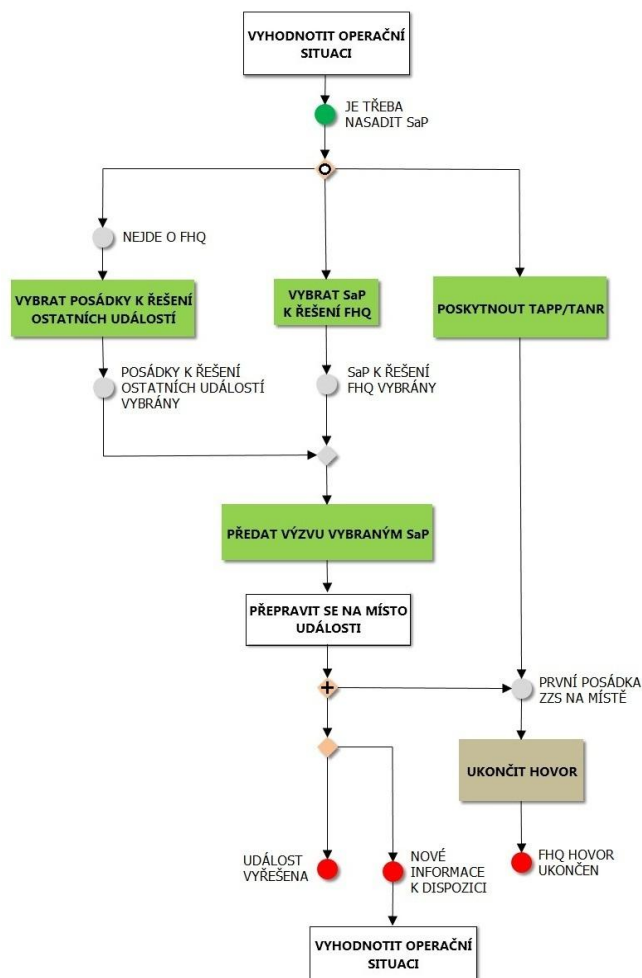 VYHODNOTIT OPERAČNÍ
SITUACI
JE TŘEBA
NASADIT SaP
NEJDE O FHQ
VYBRAT POSÁDKY K ŘEŠENÍ
OSTATNÍCH UDÁLOSTÍ
VYBRAT SaP
K ŘEŠENÍ FHQ
POSKYTNOUT TAPP/TANR
POSÁDKY K ŘEŠENÍ
OSTATNÍCH UDÁLOSTÍ
VYBRÁNY
SaP K ŘEŠENÍ
FHQ VYBRÁNY
PŘEDAT VÝZVU VYBRANÝM SaP
PŘEPRAVIT SE NA MÍSTO
UDÁLOSTI
PRVNÍ POSÁDKA
ZZS NA MÍSTĚ
UKONČIT HOVOR
UDÁLOST
VYŘEŠENA
NOVÉ
INFORMACE
K DISPOZICI
FHQ HOVOR
UKONČEN
VYHODNOTIT OPERAČNÍ
SITUACI